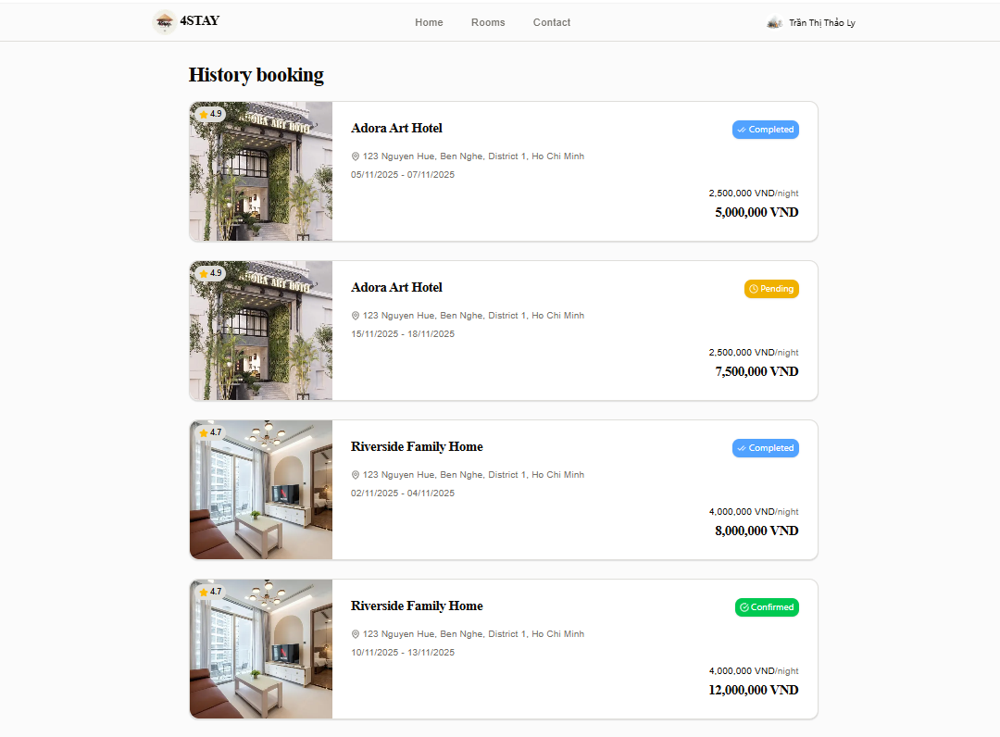 4STAY
Home Rooms Contact
Trần Thị Thảo Ly
History booking
4.9
ADORA ART HOTEL
Adora Art Hotel
Completed
123 Nguyen Hue, Ben Nghe, District 1, Ho Chi Minh
05/11/2025 - 07/11/2025
2,500,000 VND/night
5,000,000 VND
4.9
ADORA ART HOTEL
Adora Art Hotel
Pending
123 Nguyen Hue, Ben Nghe, District 1, Ho Chi Minh
15/11/2025 - 18/11/2025
2,500,000 VND/night
7,500,000 VND
4.7
Riverside Family Home
Completed
123 Nguyen Hue, Ben Nghe, District 1, Ho Chi Minh
02/11/2025 - 04/11/2025
4,000,000 VND/night
8,000,000 VND
4.7
Riverside Family Home
Confirmed
123 Nguyen Hue, Ben Nghe, District 1, Ho Chi Minh
10/11/2025 - 13/11/2025
4,000,000 VND/night
12,000,000 VND